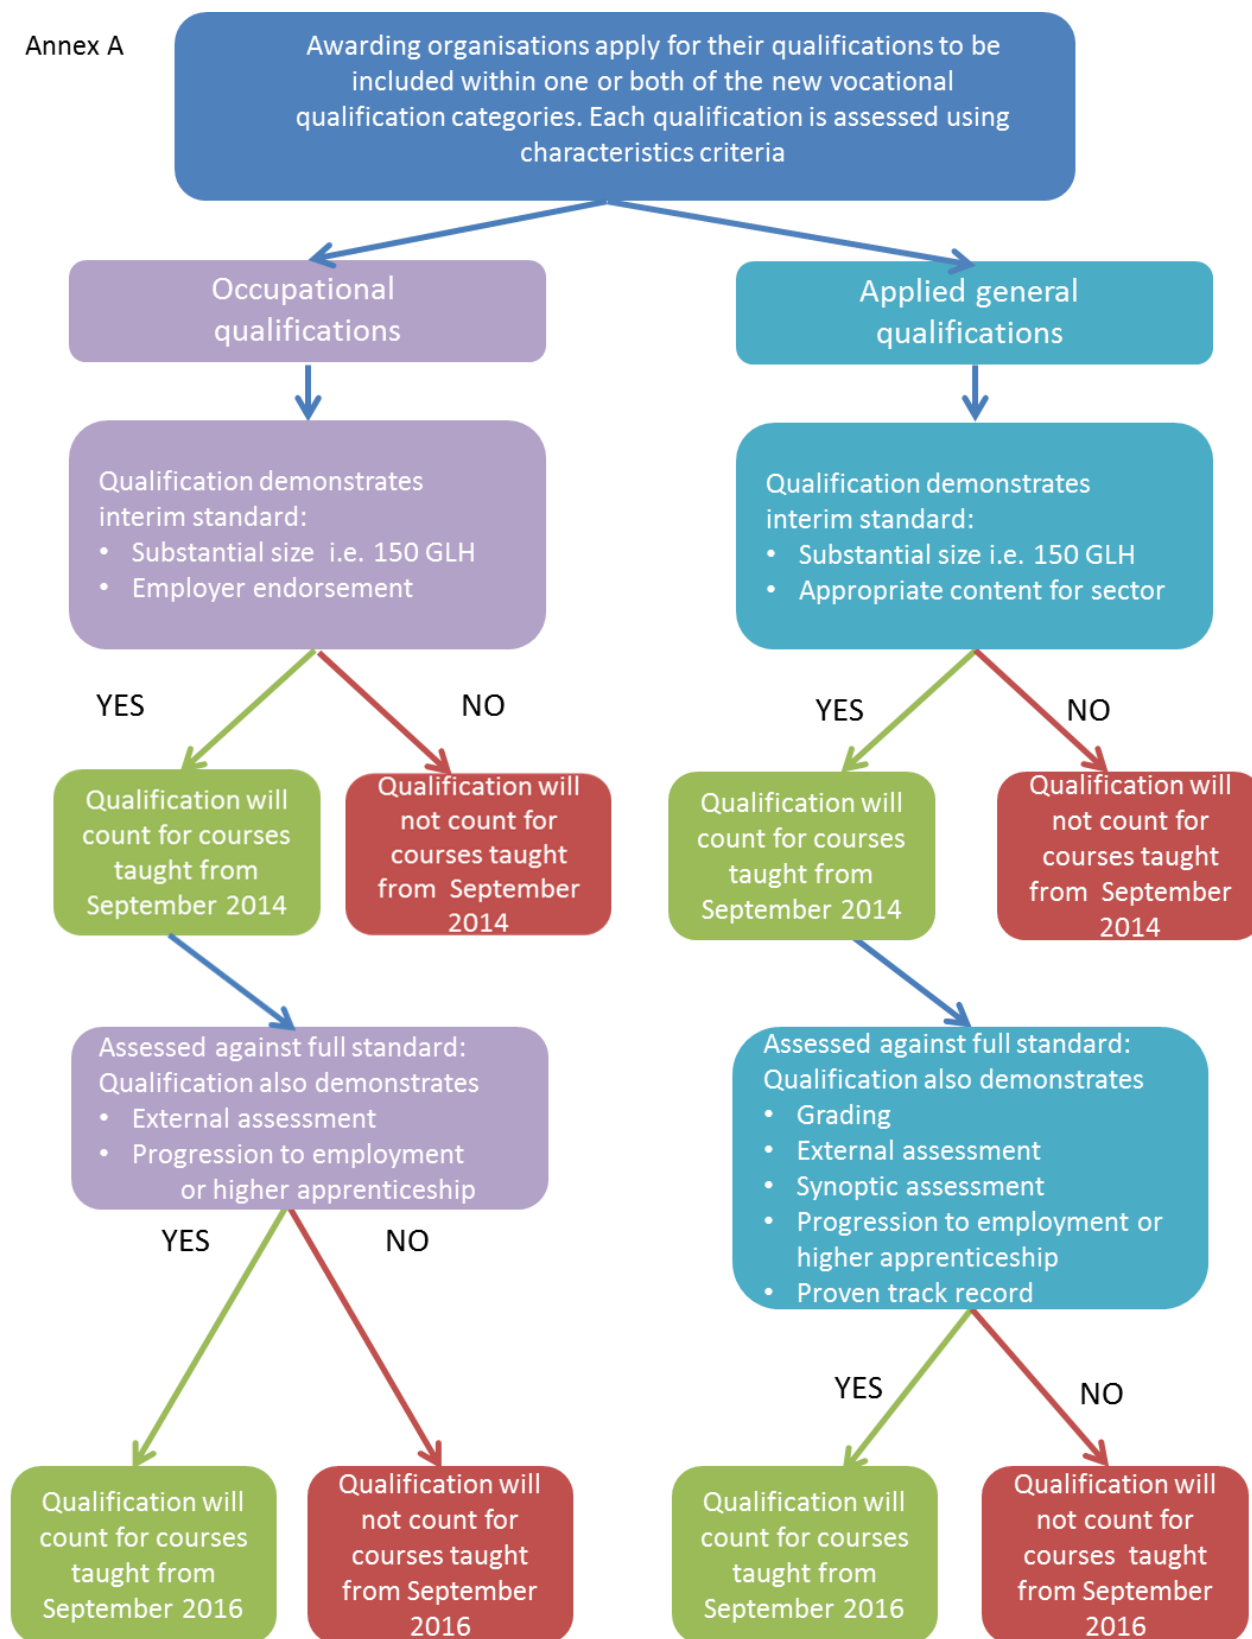 Annex A
Awarding organisations apply for their qualifications to be
included within one or both of the new vocational
qualification categories. Each qualification is assessed using
characteristics criteria
Occupational
qualifications
Applied general
qualifications
Qualification demonstrates
interim standard:
• Substantial size i.e. 150 GLH
• Employer endorsement
Qualification demonstrates
interim standard:
• Substantial size i.e. 150 GLH
• Appropriate content for sector
YES
NO
YES
NO
Qualification will
count for courses
taught from
September 2014
Qualification will
not count for
courses taught
from September
2014
Qualification will
count for courses
taught from
September 2014
Qualification will
not count for
courses taught
from September
2014
Assessed against full standard:
Qualification also demonstrates
• External assessment
• Progression to employment
or higher apprenticeship
Assessed against full standard:
Qualification also demonstrates
• Grading
• External assessment
• Synoptic assessment
• Progression to employment or
higher apprenticeship
• Proven track record
YES
NO
YES
NO
Qualification will
count for courses
taught from
September 2016
Qualification will
not count for
courses taught
from September
2016
Qualification will
count for courses
taught from
September 2016
Qualification will
not count for
courses taught
from September
2016